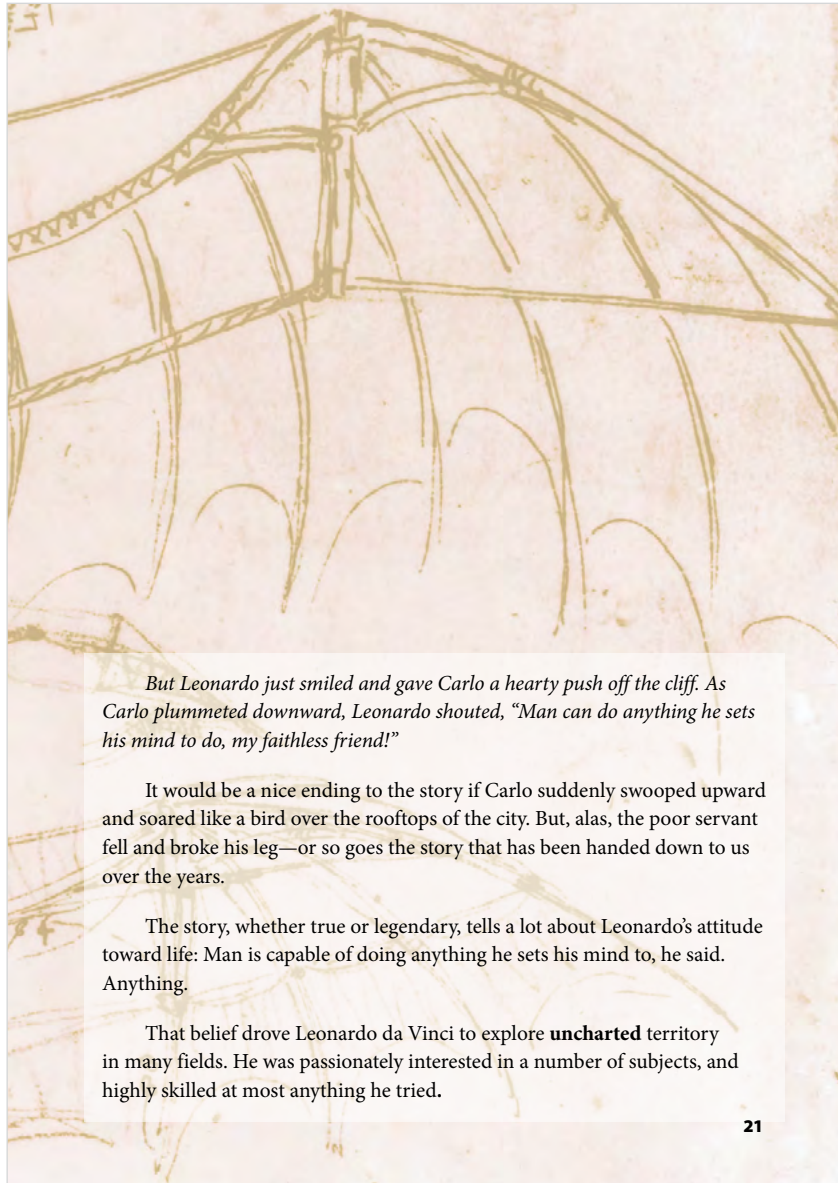 But Leonardo just smiled and gave Carlo a hearty push off the cliff. As
Carlo plummeted downward, Leonardo shouted, “Man can do anything he sets
his mind to do, my faithless friend!”
It would be a nice ending to the story if Carlo suddenly swooped upward
and soared like a bird over the rooftops of the city. But, alas, the poor servant
fell and broke his leg—or so goes the story that has been handed down to us
over the years.
The story, whether true or legendary, tells a lot about Leonardo’s attitude
toward life: Man is capable of doing anything he sets his mind to, he said.
Anything.
That belief drove Leonardo da Vinci to explore uncharted territory
in many fields. He was passionately interested in a number of subjects, and
highly skilled at most anything he tried.
21